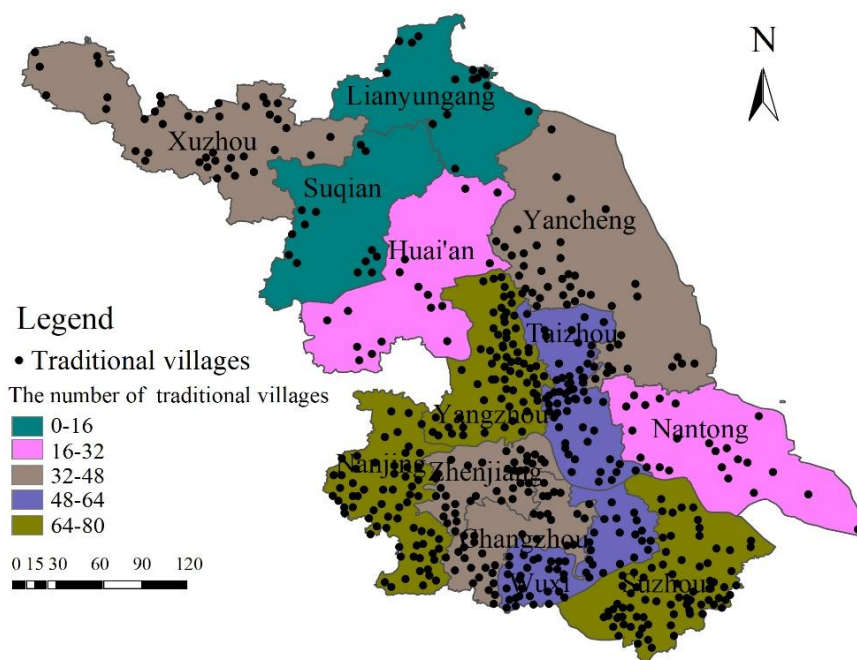 N
Lianyungang
Xuzhou
Suqian
Yancheng
Huai'an
Legend
Taizhou
Traditional villages
The number of traditional villages
Yangzhou
Nantong
0-16
16-32
Nanjing
Zhenjiang
32-48
48-64
64-80
Changzhou
Wuxi
Suzhou
0 15 30 60 90 120